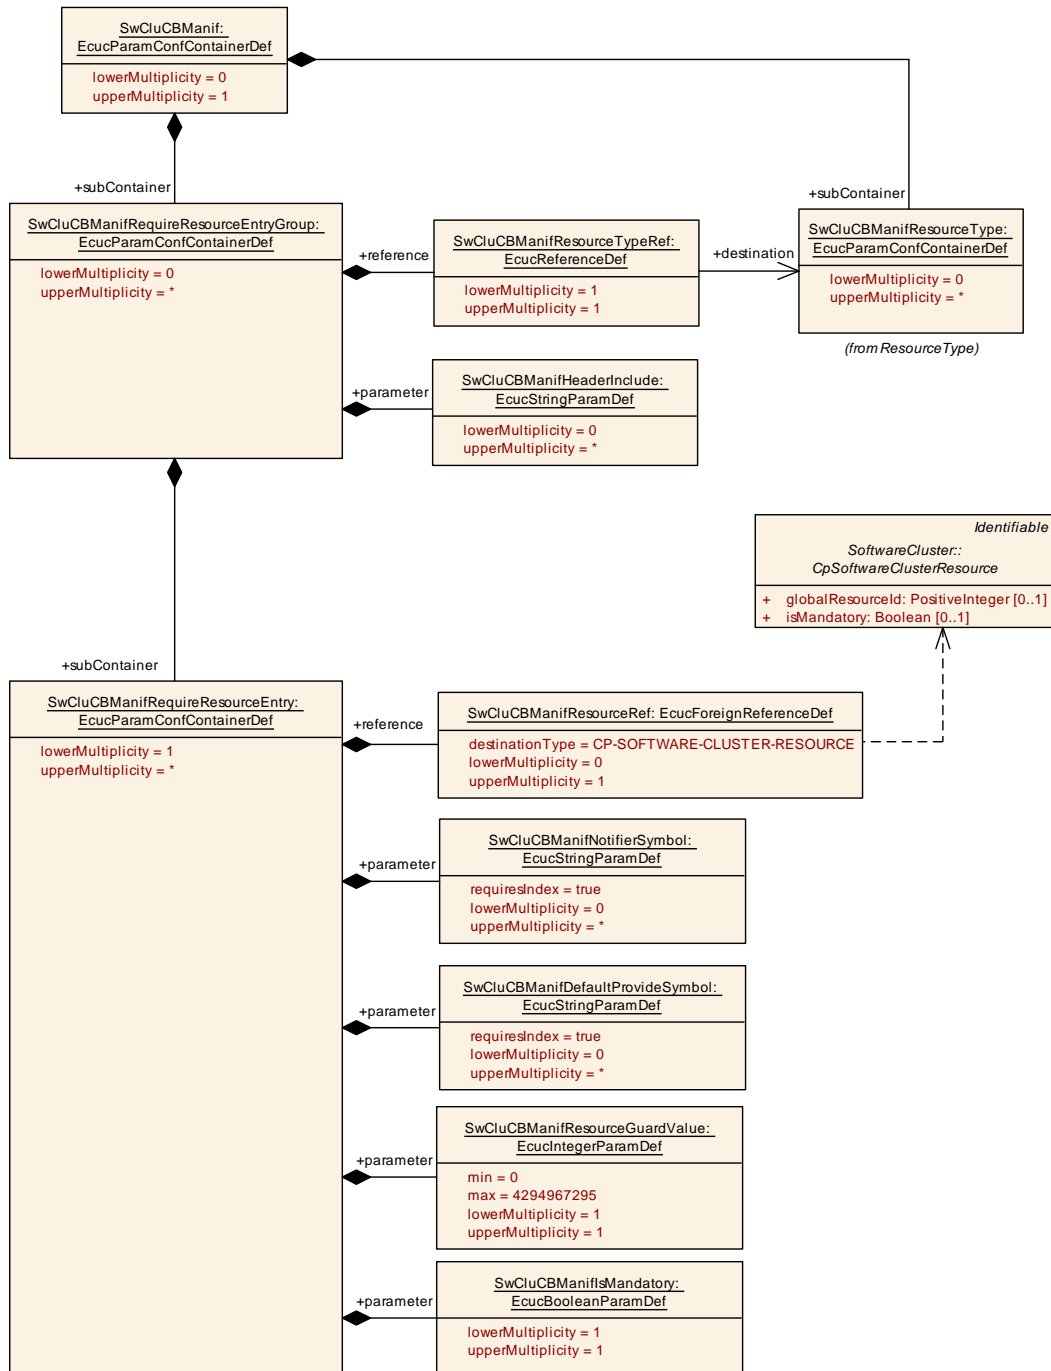 SwCluCBManif:
EcucParamConfContainerDef
lowerMultiplicity = 0
upperMultiplicity = 1
+subContainer
+subContainer
SwCluCBManifRequireResourceEntryGroup:
EcucParamConfContainerDef
lowerMultiplicity = 0
upperMultiplicity = *
+reference
SwCluCBManifResourceTypeRef:
EcucReferenceDef
lowerMultiplicity = 1
upperMultiplicity = 1
+destination
SwCluCBManifResourceType:
EcucParamConfContainerDef
lowerMultiplicity = 0
upperMultiplicity = *
(from ResourceType)
+parameter
SwCluCBManifHeaderInclude:
EcucStringParamDef
lowerMultiplicity = 0
upperMultiplicity = *
Identifiable
SoftwareCluster::
CpSoftwareClusterResource
+ globalResourceId: PositiveInteger [0..1]
+ isMandatory: Boolean [0..1]
+subContainer
SwCluCBManifRequireResourceEntry:
EcucParamConfContainerDef
lowerMultiplicity = 1
upperMultiplicity = *
+reference
SwCluCBManifResourceRef: EcucForeignReferenceDef
destinationType = CP-SOFTWARE-CLUSTER-RESOURCE
lowerMultiplicity = 0
upperMultiplicity = 1
+parameter
SwCluCBManifNotifierSymbol:
EcucStringParamDef
requiresIndex = true
lowerMultiplicity = 0
upperMultiplicity = *
+parameter
SwCluCBManifDefaultProvideSymbol:
EcucStringParamDef
requiresIndex = true
lowerMultiplicity = 0
upperMultiplicity = *
+parameter
SwCluCBManifResourceGuardValue:
EcucIntegerParamDef
min = 0
max = 4294967295
lowerMultiplicity = 1
upperMultiplicity = 1
+parameter
SwCluCBManifIsMandatory:
EcucBooleanParamDef
lowerMultiplicity = 1
upperMultiplicity = 1